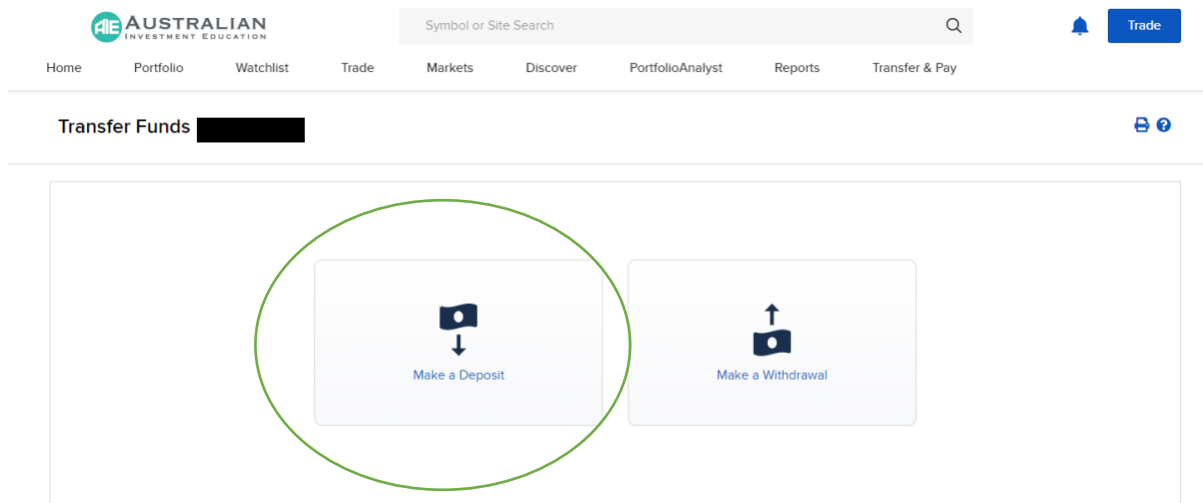 AIE AUSTRALIAN
INVESTMENT EDUCATION
Symbol or Site Search
Trade
Home Portfolio Watchlist Trade Markets Discover PortfolioAnalyst Reports Transfer & Pay
Transfer Funds
?
Make a Deposit Make a Withdrawal